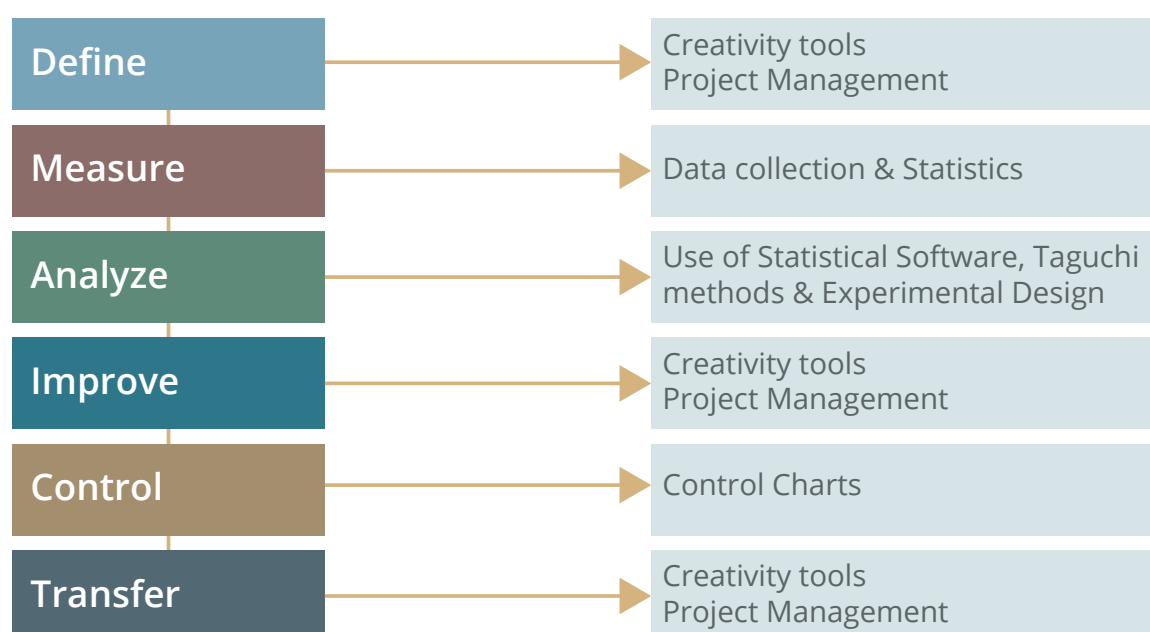 Define
Creativity tools
Project Management
Measure
Data collection & Statistics
Analyze
Use of Statistical Software, Taguchi
methods & Experimental Design
Improve
Creativity tools
Project Management
Control
Control Charts
Transfer
Creativity tools
Project Management